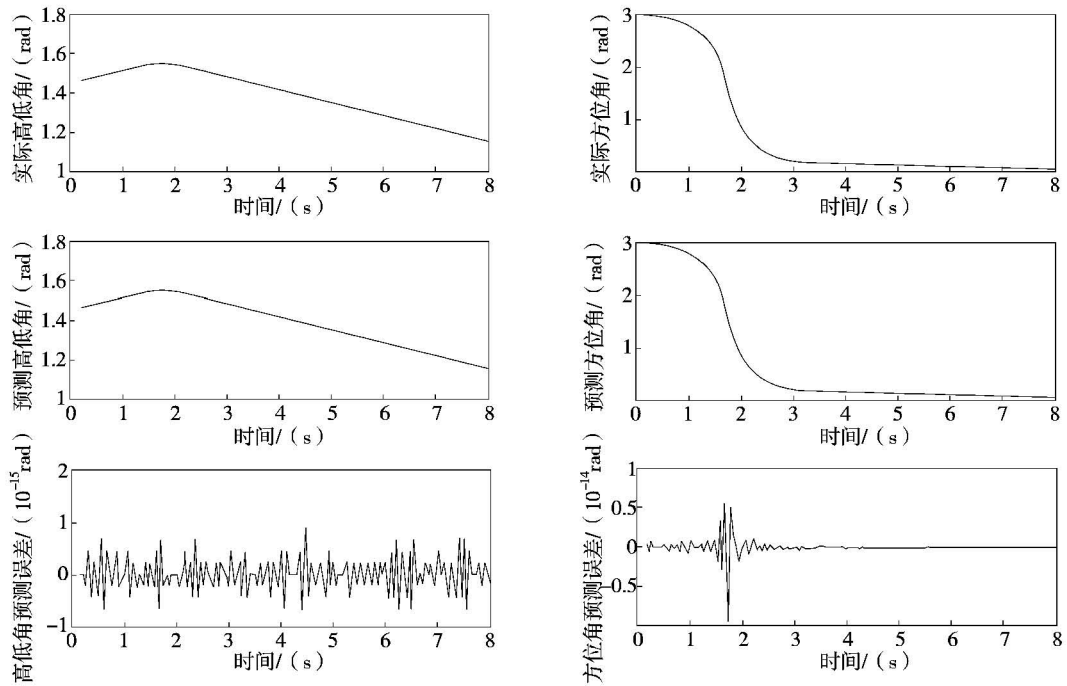 实际高低角/(rad)
1.8
1.6
1.4
1.2
1
0 1 2 3 4 5 6 7 8
时间/(s)
实际方位角/(rad)
3
2
1
0 1 2 3 4 5 6 7 8
时间/(s)
预测高低角/(rad)
1.8
1.6
1.4
1.2
1
0 1 2 3 4 5 6 7 8
时间/(s)
预测方位角/(rad)
3
2
1
0 1 2 3 4 5 6 7 8
时间/(s)
高低角预测误差/(10⁻¹⁵rad)
2
1
0
−1
0 1 2 3 4 5 6 7 8
时间/(s)
方位角预测误差/(10⁻¹⁴rad)
1
0.5
0
−0.5
0 1 2 3 4 5 6 7 8
时间/(s)